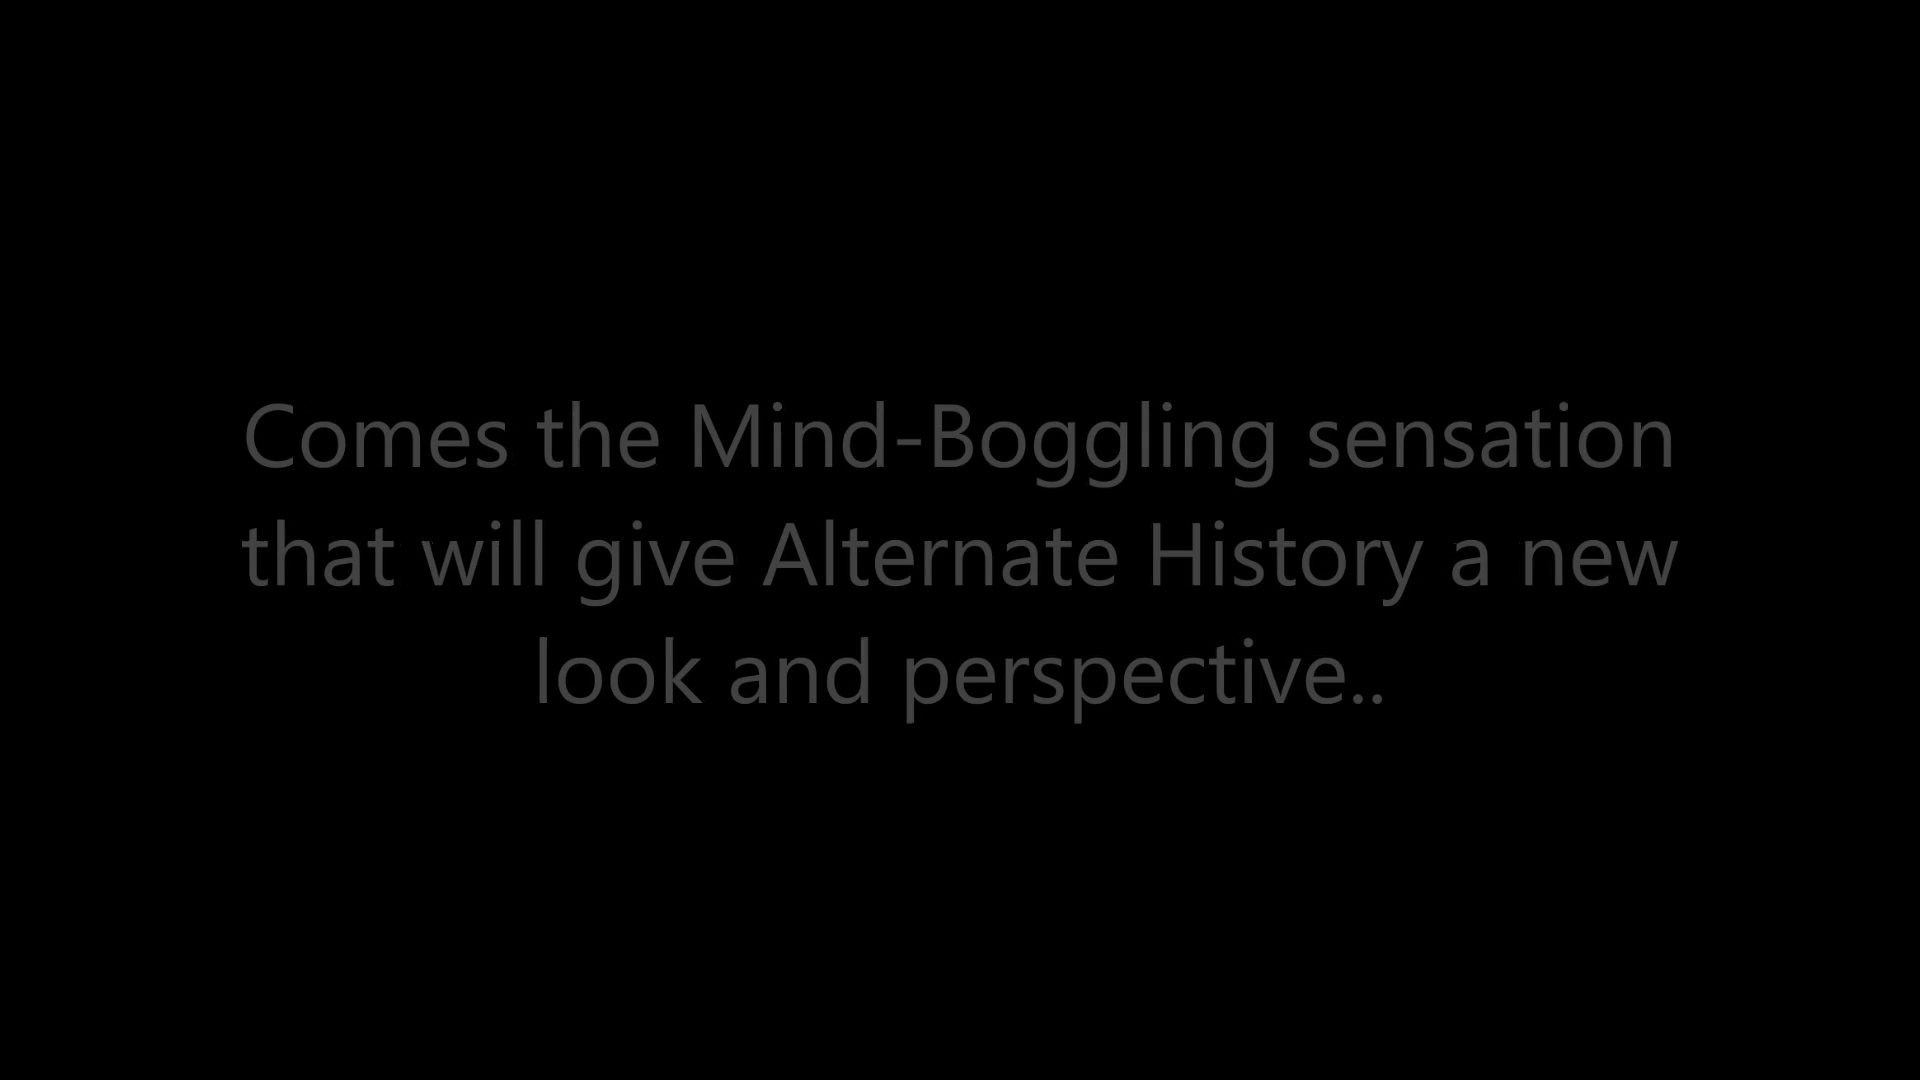 Comes the Mind-Boggling sensation
that will give Alternate History a new
look and perspective..